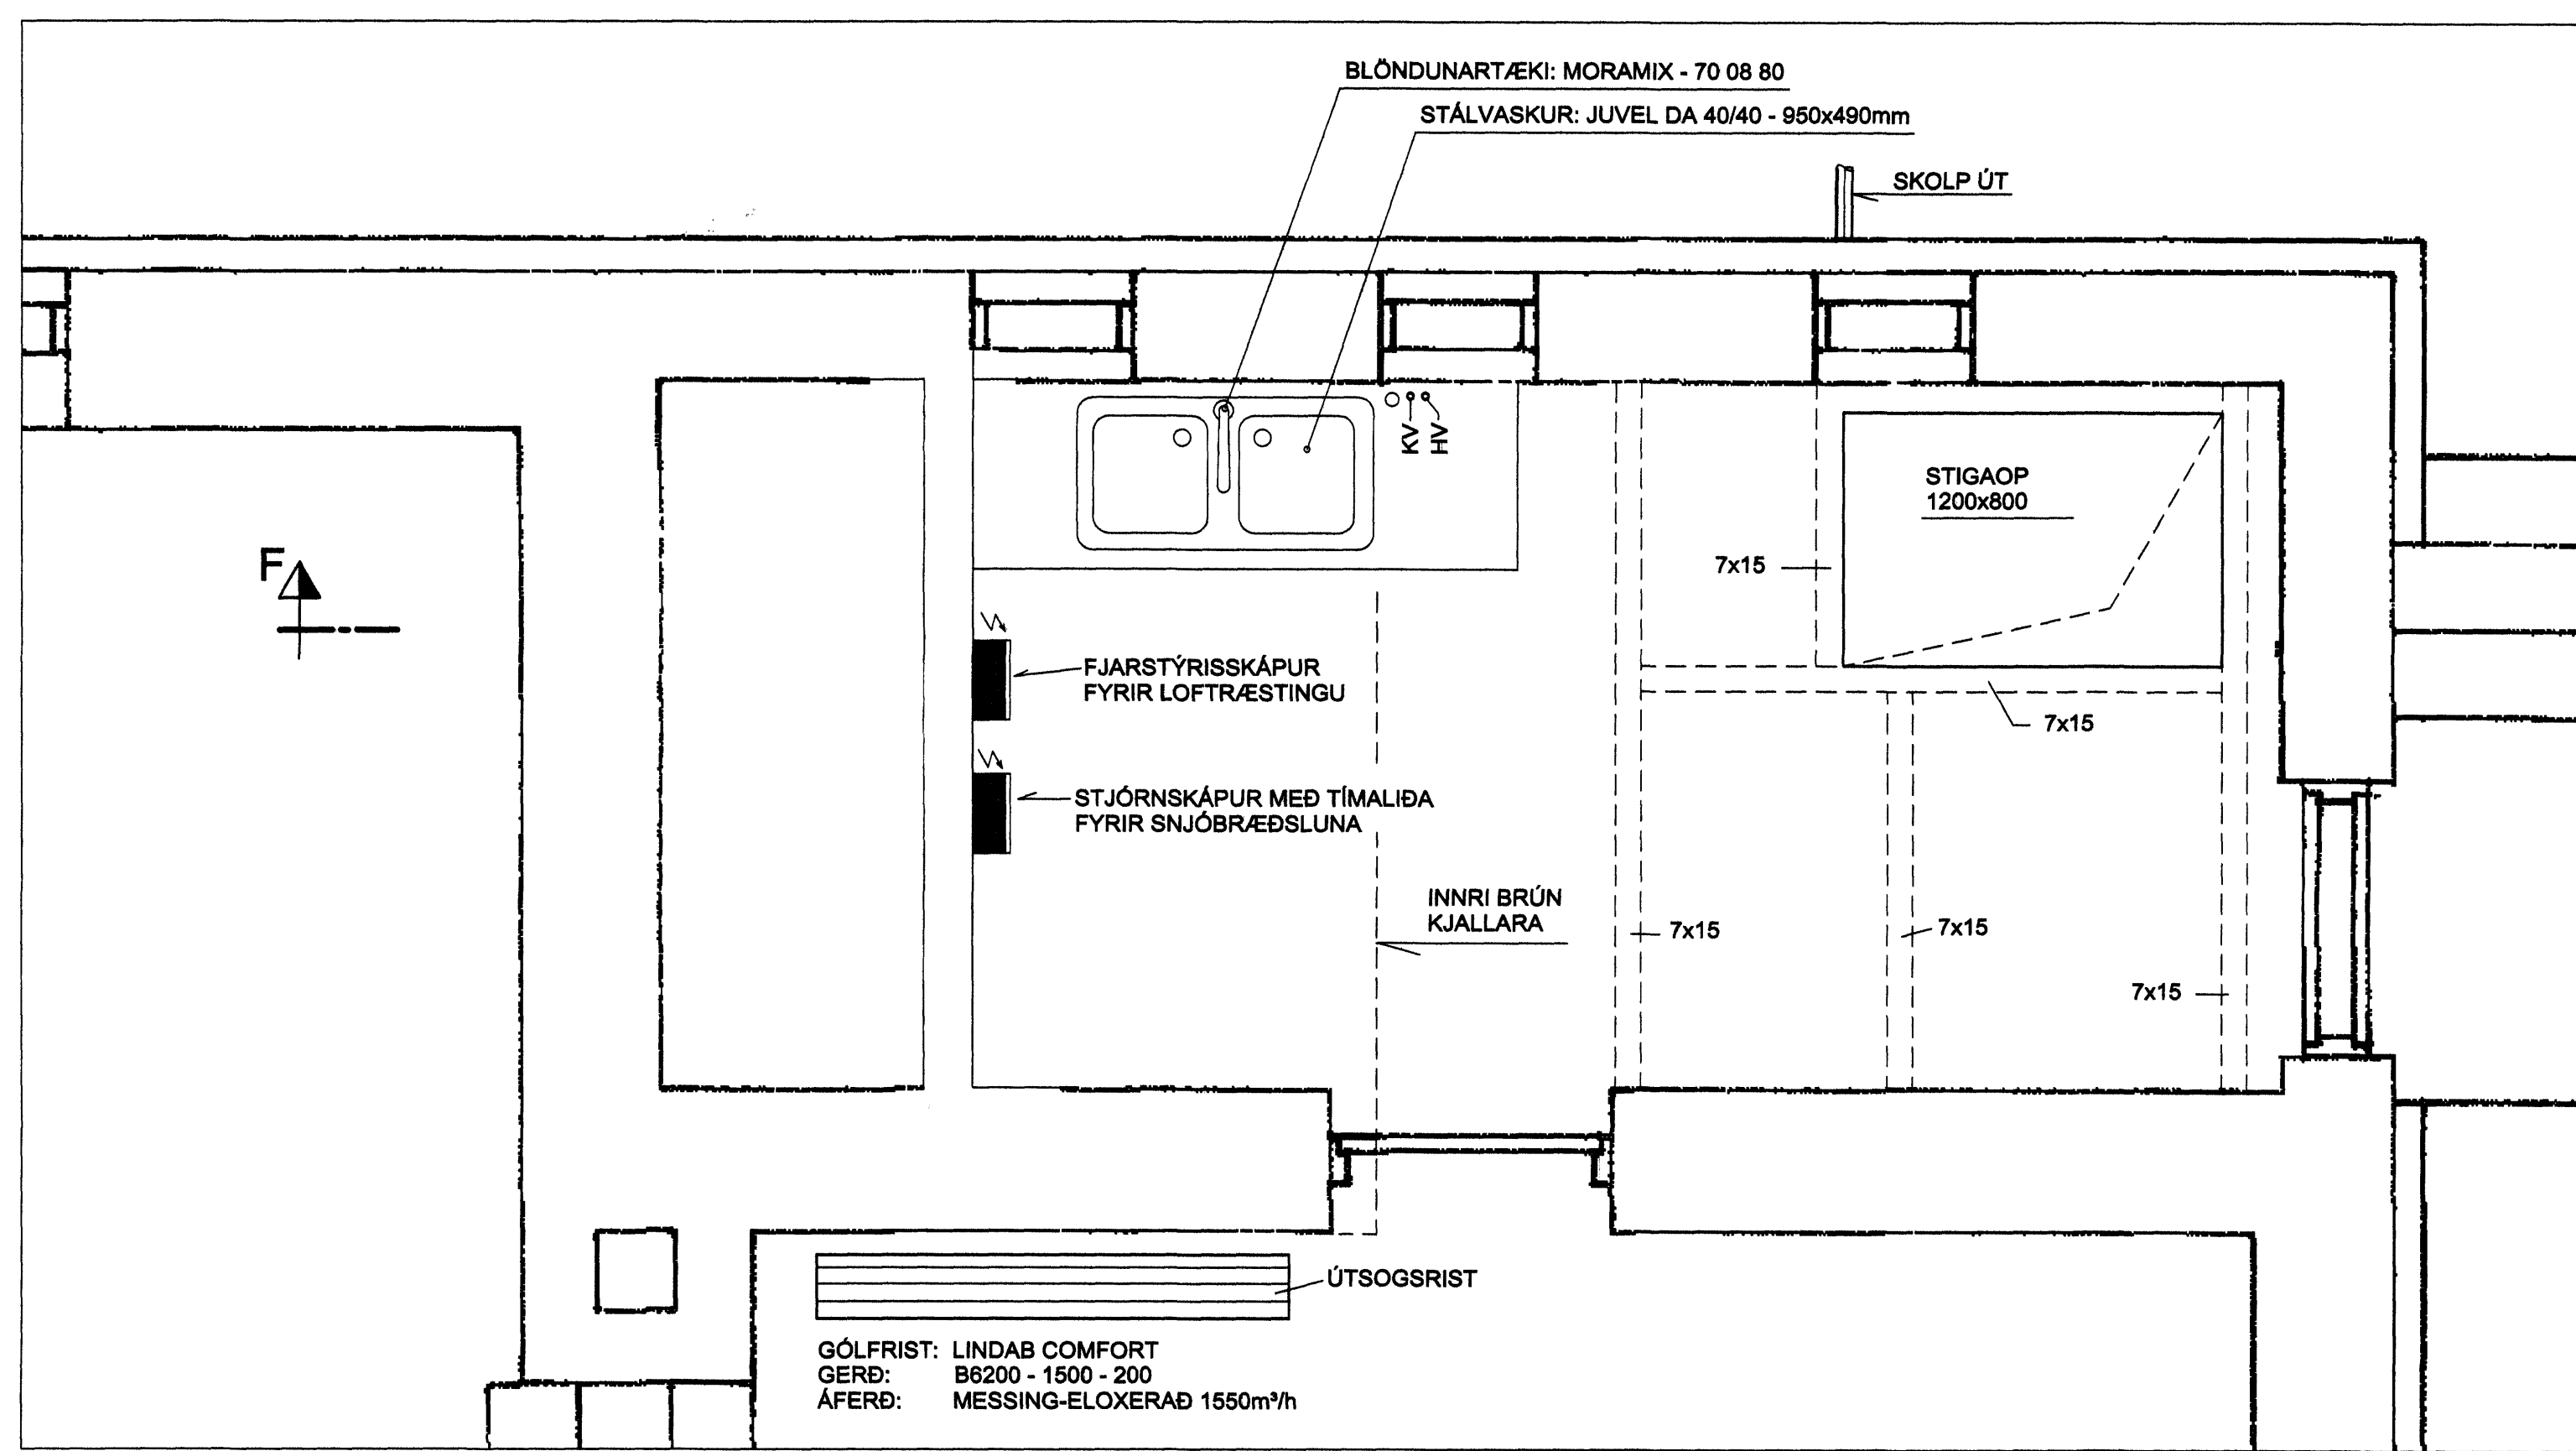 BLÖNDUNARTÆKI: MORAMIX - 70 08 80
STÁLVASKUR: JUVEL DA 40/40 - 950x490mm
SKOLP ÚT
KV
HV
STIGAOP
1200x800
F
7x15
FJARSTÝRISSKÁPUR
FYRIR LOFTRÆSTINGU
7x15
STJÓRNSKÁPUR MEÐ TÍMALIÐA
FYRIR SNJÓBRÆÐSLUNA
INNRI BRÚN
KJALLARA
7x15
7x15
7x15
ÚTSOGSRIST
GÓLFRIST: LINDAB COMFORT
GERÐ: B6200 - 1500 - 200
ÁFERÐ: MESSING-ELOXERAÐ 1550m³/h